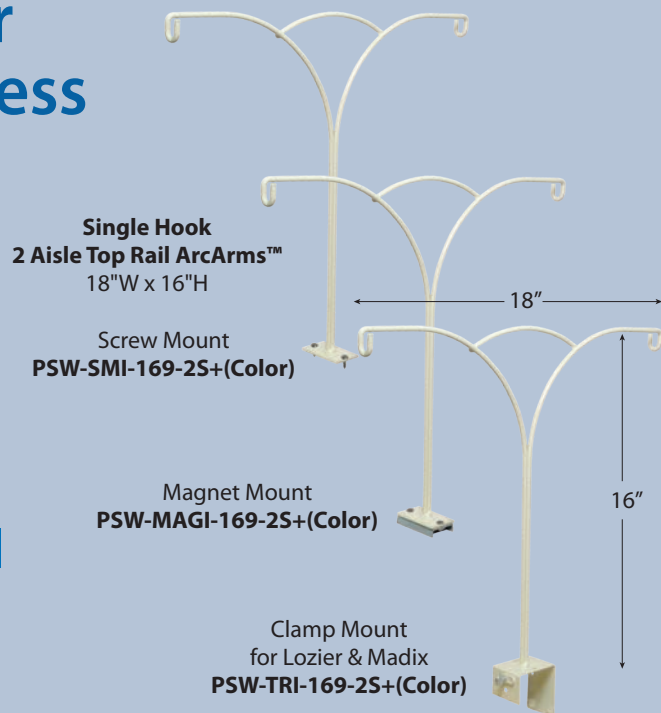 Single Hook
2 Aisle Top Rail ArcArms™
18"W x 16"H
Screw Mount
PSW-SMI-169-2S+(Color)
18”
16”
Magnet Mount
PSW-MAGI-169-2S+(Color)
Clamp Mount
for Lozier & Madix
PSW-TRI-169-2S+(Color)